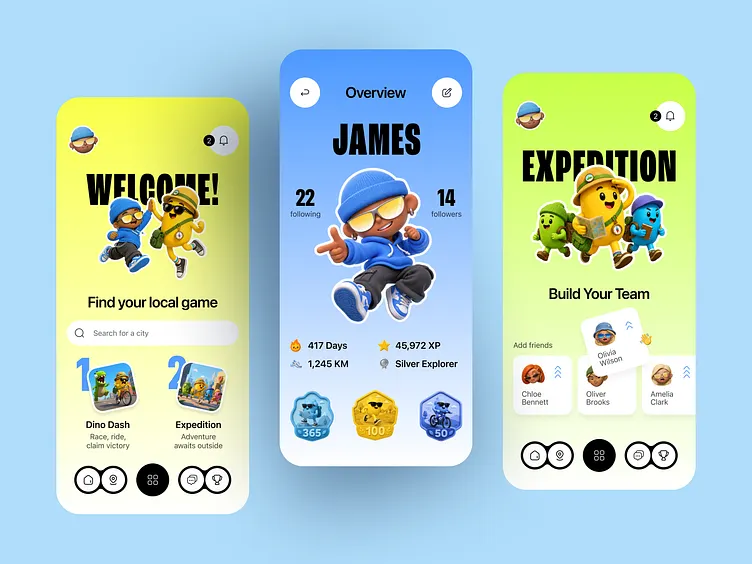 2
WELCOME!
Find your local game
Search for a city
1
2
Dino Dash
Race, ride,
claim victory
Expedition
Adventure
awaits outside
Overview
JAMES
22
following
14
followers
417 Days
45,972 XP
1,245 KM
Silver Explorer
365
100
50
2
EXPEDITION
Build Your Team
Add friends
Olivia
Wilson
Chloe
Bennett
Oliver
Brooks
Amelia
Clark